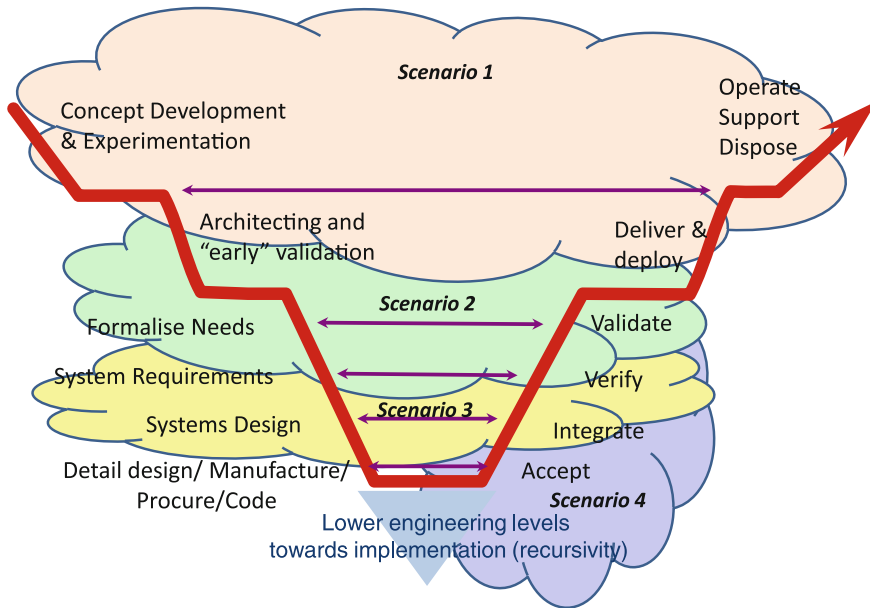 Scenario 1
Concept Development
& Experimentation
Operate
Support
Dispose
Architecting and
“early” validation
Deliver &
deploy
Scenario 2
Formalise Needs
Validate
System Requirements
Verify
Scenario 3
Systems Design
Integrate
Detail design/ Manufacture/
Procure/Code
Accept
Scenario 4
Lower engineering levels
towards implementation (recursivity)